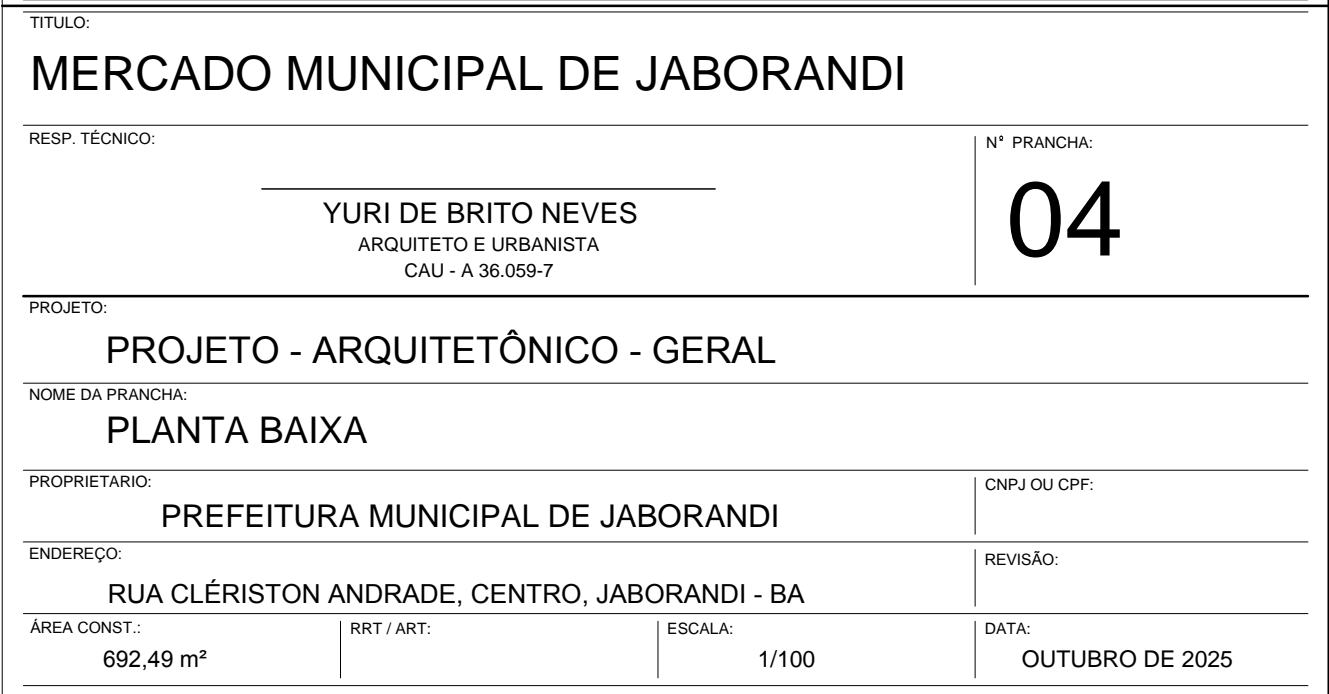 TITULO:
MERCADO MUNICIPAL DE JABORANDI
RESP. TÉCNICO:
Nº PRANCHA:
04
YURI DE BRITO NEVES
ARQUITETO E URBANISTA
CAU - A 36.059-7
PROJETO:
PROJETO - ARQUITETÔNICO - GERAL
NOME DA PRANCHA:
PLANTA BAIXA
PROPRIETARIO:
CNPJ OU CPF:
PREFEITURA MUNICIPAL DE JABORANDI
ENDEREÇO:
REVISÃO:
RUA CLÉRISTON ANDRADE, CENTRO, JABORANDI - BA
ÁREA CONST.: RRT / ART: ESCALA: DATA:
692,49 m² 1/100 OUTUBRO DE 2025